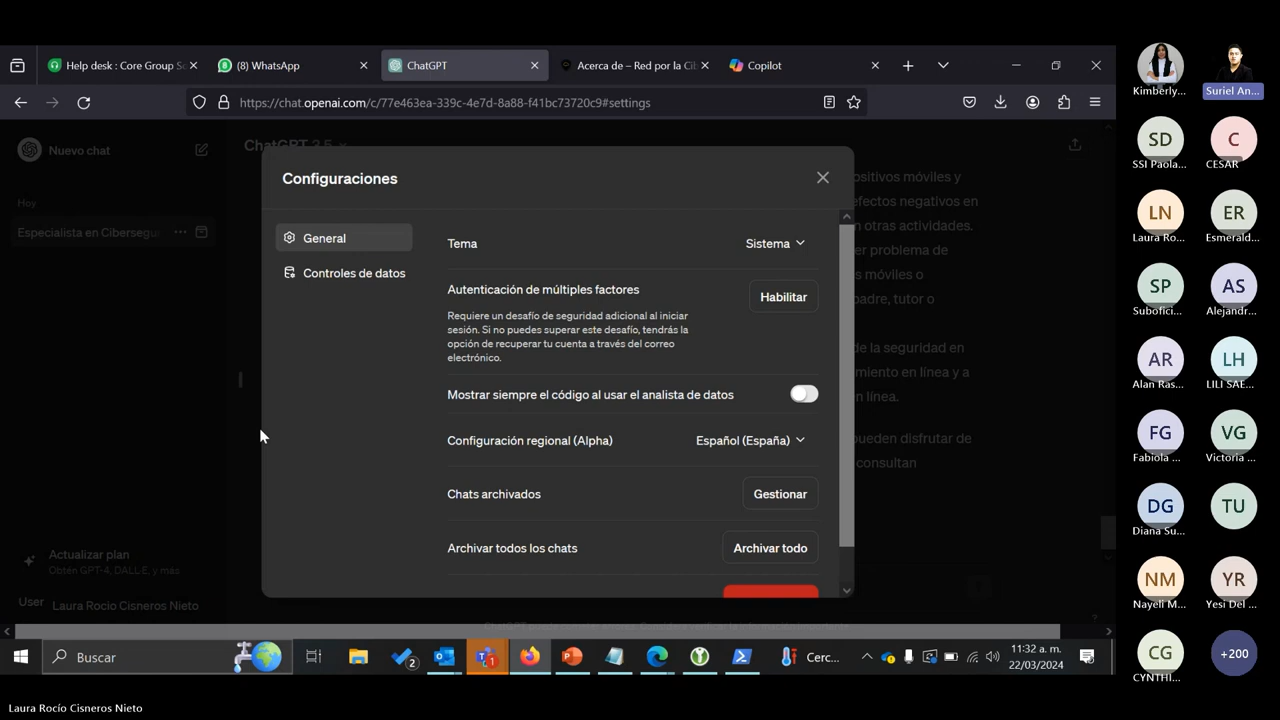 Help desk : Core Group Se
(8) WhatsApp
ChatGPT
Acerca de – Red por la Cib
Copilot
https://chat.openai.com/c/77e463ea-339c-4e7d-8a88-f41bc73720c9#settings
Nuevo chat
ChatGPT 3.5
Hoy
Especialista en Cibersegu
Configuraciones
General
Controles de datos
Tema
Sistema
Autenticación de múltiples factores
Habilitar
Requiere un desafío de seguridad adicional al iniciar
sesión. Si no puedes superar este desafío, tendrás la
opción de recuperar tu cuenta a través del correo
electrónico.
Mostrar siempre el código al usar el analista de datos
Configuración regional (Alpha)
Español (España)
Chats archivados
Gestionar
Archivar todos los chats
Archivar todo
ositivos móviles y
efectos negativos en
n otras actividades.
er problema de
s móviles o
padre, tutor o
de la seguridad en
miento en línea y a
n línea.
pueden disfrutar de
consultan
Actualizar plan
Obtén GPT-4, DALL·E, y más
User
Laura Rocio Cisneros Nieto
Buscar
2
1
Cerc...
11:32 a. m.
22/03/2024
Kimberly...
Suriel An...
SD
SSI Paola...
C
CESAR
LN
Laura Ro...
ER
Esmerald...
SP
Subofici...
AS
Alejandr...
AR
Alan Ras...
LH
LILI SAE...
FG
Fabiola ...
VG
Victoria ...
DG
Diana Su...
TU
NM
Nayeli M...
YR
Yesi Del ...
CG
CYNTHI...
+200
Laura Rocío Cisneros Nieto